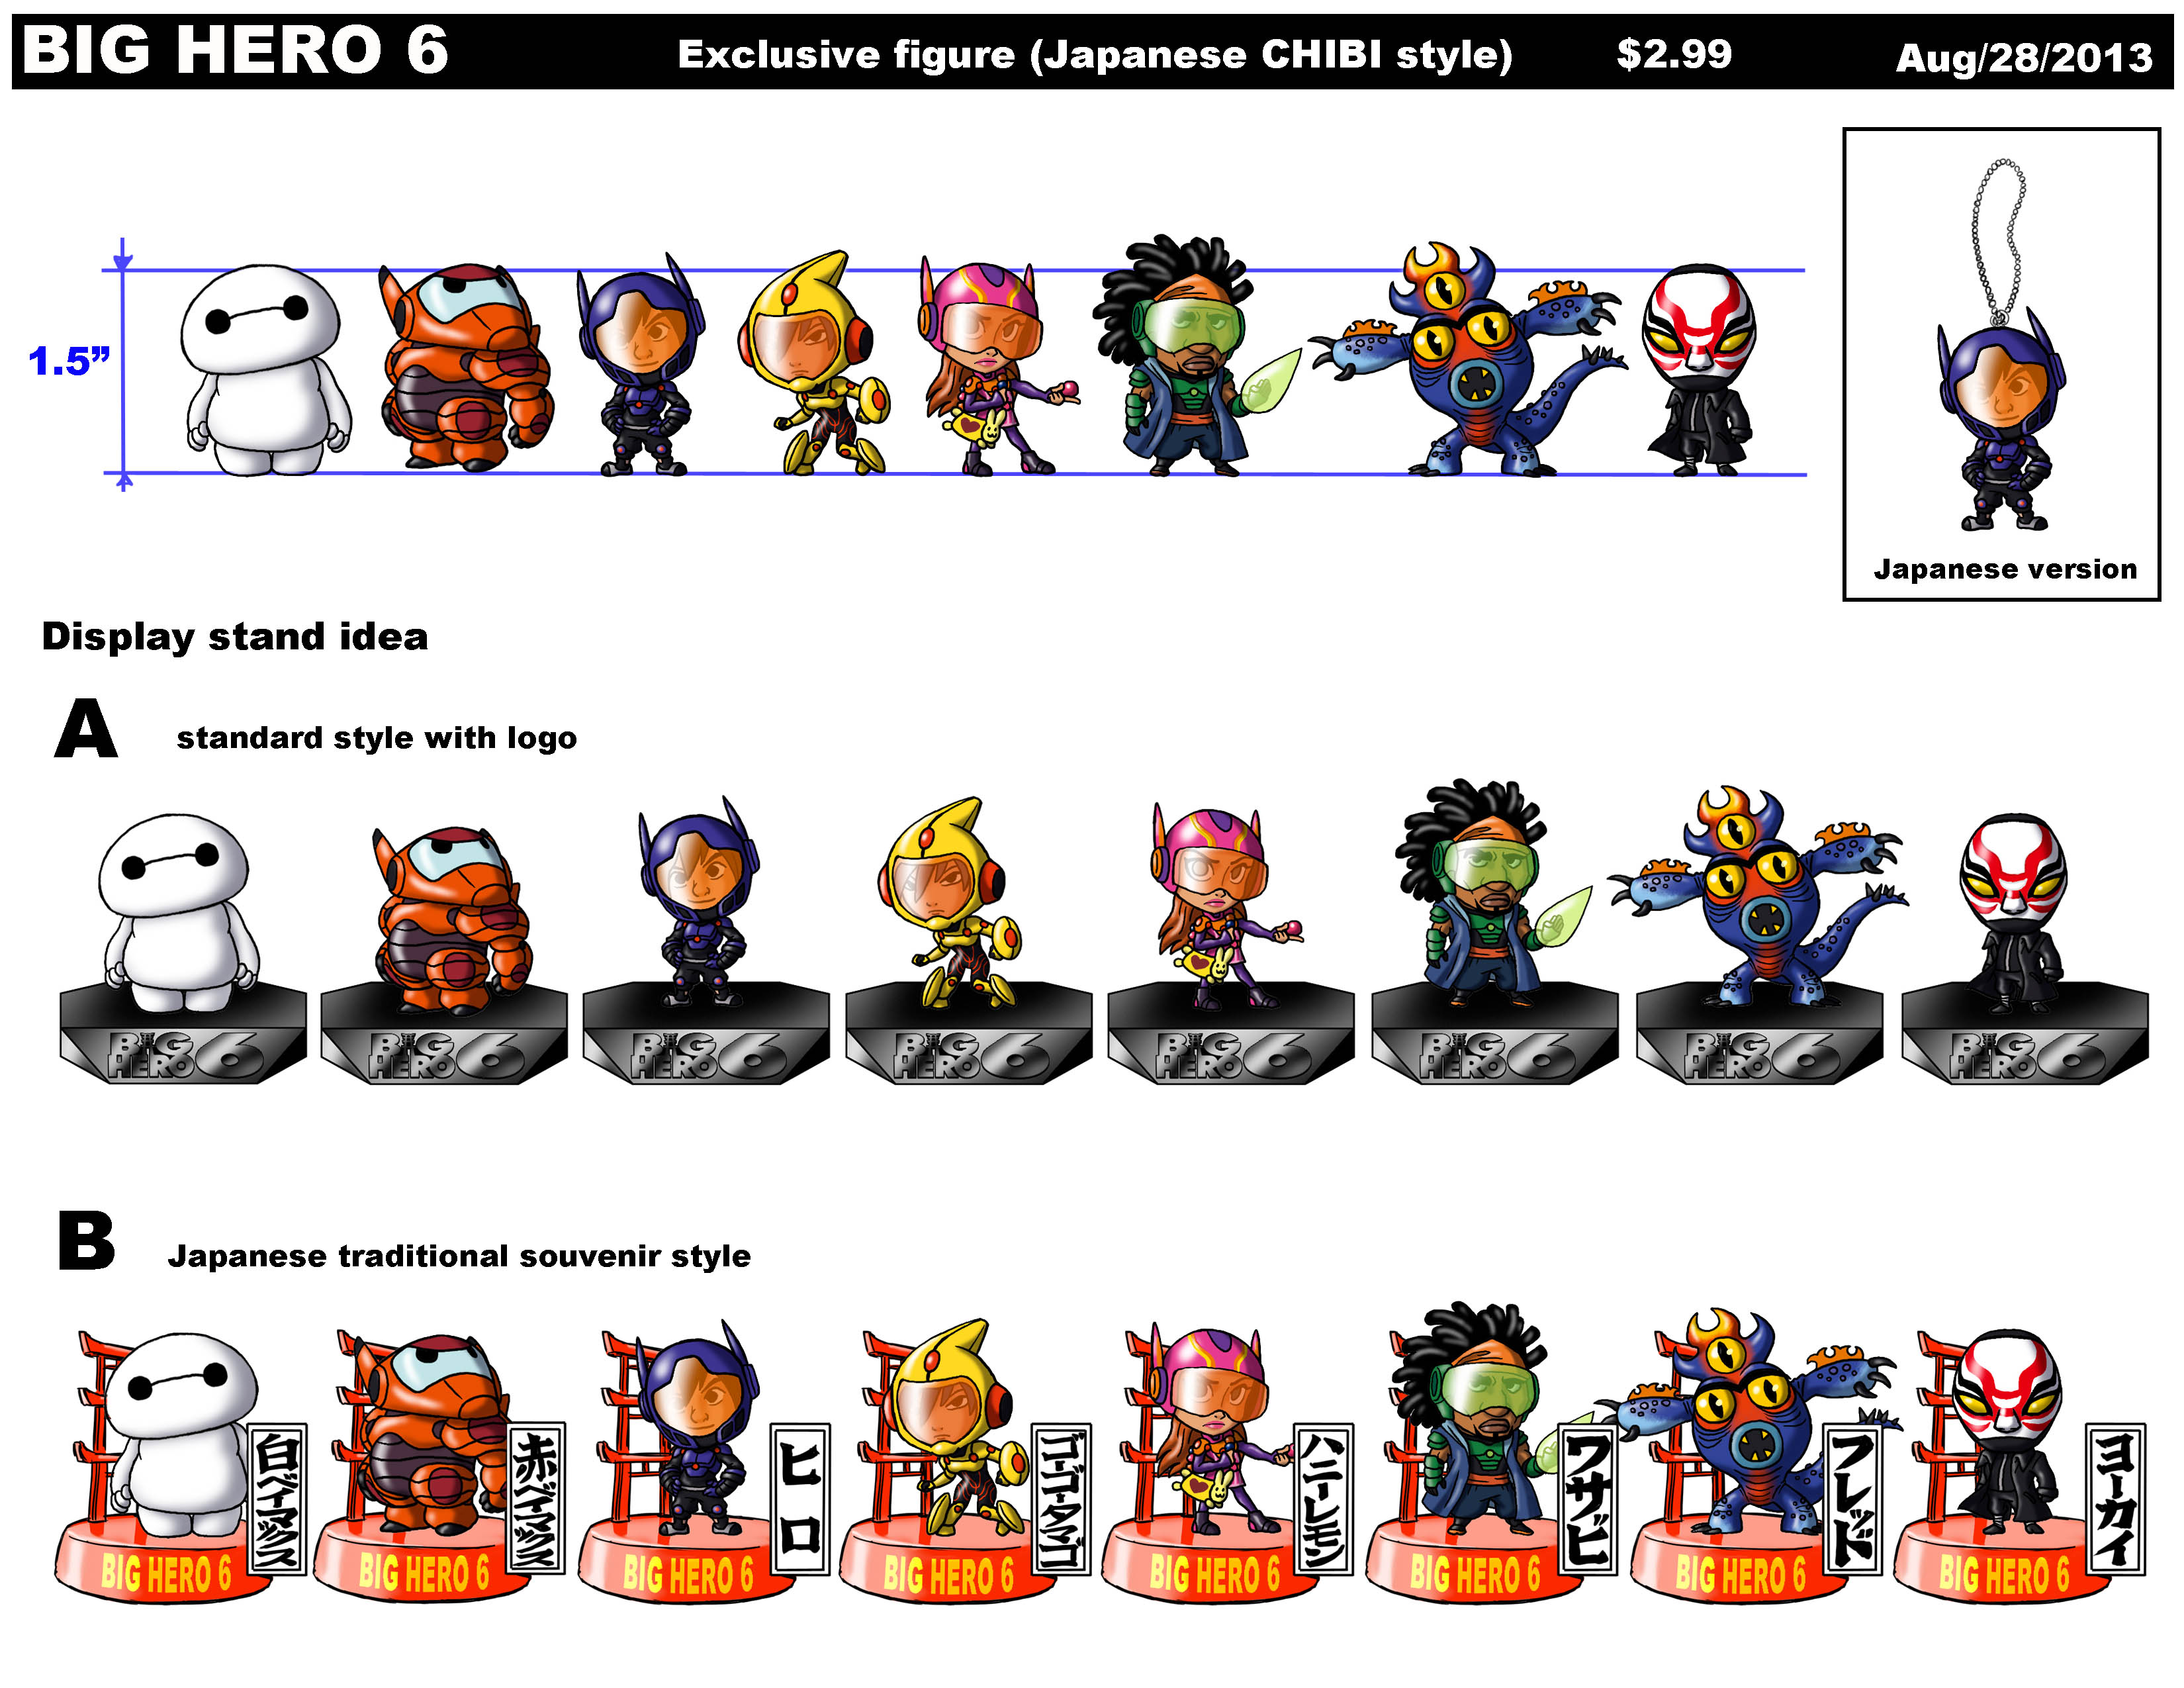 BIG HERO 6 Exclusive figure (Japanese CHIBI style) $2.99 Aug/28/2013
1.5”
Japanese version
Display stand idea
A standard style with logo
BIG HERO 6
BIG HERO 6
BIG HERO 6
BIG HERO 6
BIG HERO 6
BIG HERO 6
BIG HERO 6
BIG HERO 6
B Japanese traditional souvenir style
白ベイマックス
BIG HERO 6
赤ベイマックス
BIG HERO 6
ヒロ
BIG HERO 6
ゴーゴータマゴ
BIG HERO 6
ハニーレモン
BIG HERO 6
ワサビ
BIG HERO 6
フレッド
BIG HERO 6
ヨーカイ
BIG HERO 6